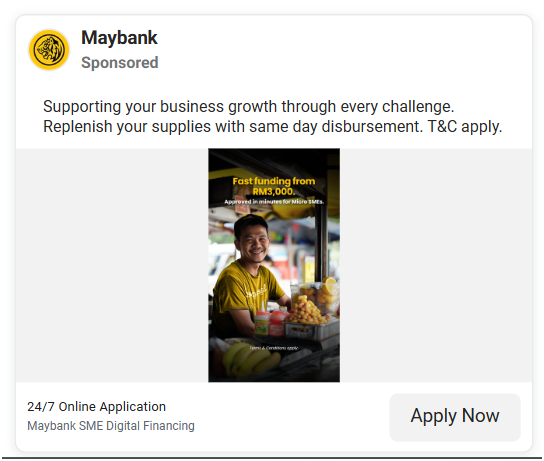 Maybank
Sponsored
Supporting your business growth through every challenge.
Replenish your supplies with same day disbursement. T&C apply.
Fast funding from
RM3,000.
Approved in minutes for Micro SMEs.
Terms & Conditions apply
24/7 Online Application
Maybank SME Digital Financing
Apply Now